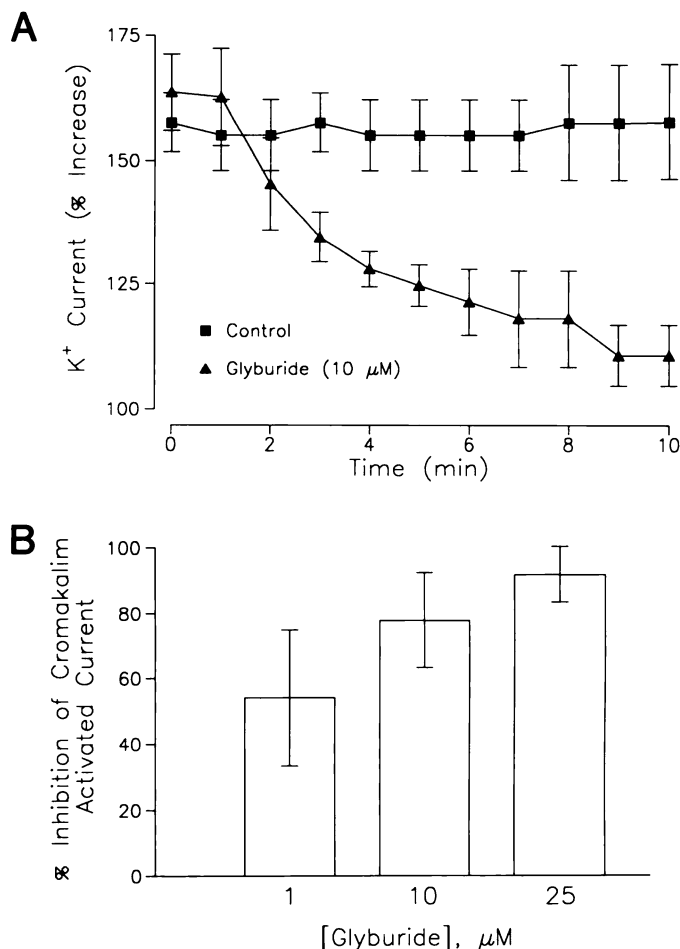 A
175
150
125
100
K+ Current (% Increase)
Control
Glyburide (10 μM)
0 2 4 6 8 10
Time (min)
B
100
80
60
40
20
0
% Inhibition of Cromakalim
Activated Current
1 10 25
[Glyburide], μM